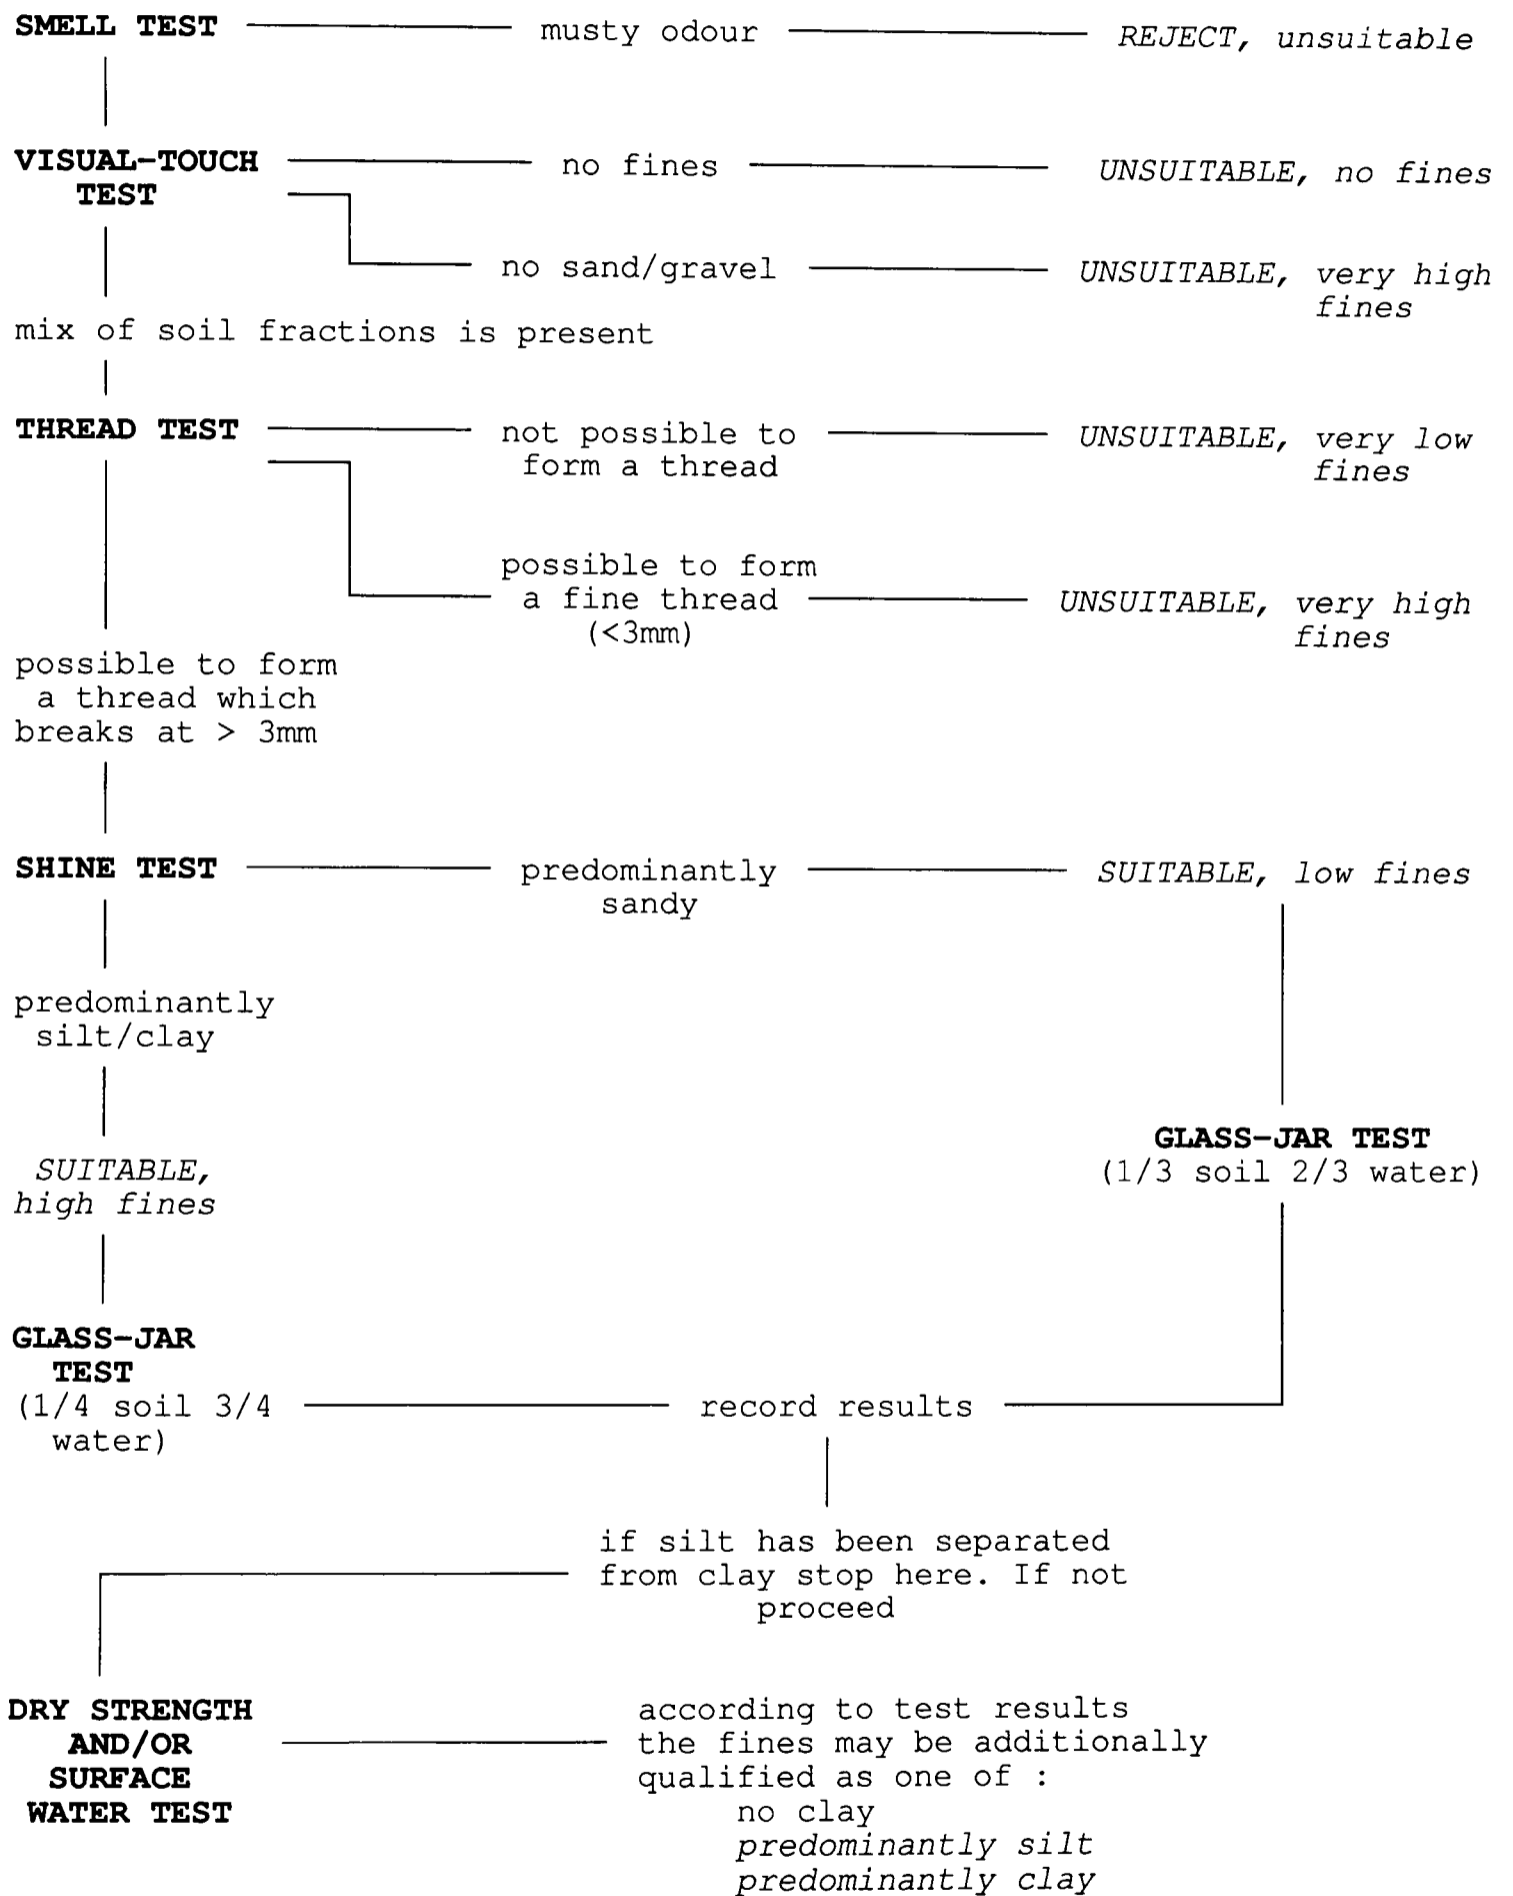 SMELL TEST musty odour REJECT, unsuitable
VISUAL-TOUCH no fines UNSUITABLE, no fines
TEST
no sand/gravel UNSUITABLE, very high
fines
mix of soil fractions is present
THREAD TEST not possible to UNSUITABLE, very low
form a thread fines
possible to form
a fine thread UNSUITABLE, very high
(<3mm) fines
possible to form
a thread which
breaks at > 3mm
SHINE TEST predominantly SUITABLE, low fines
sandy
predominantly
silt/clay
GLASS-JAR TEST
SUITABLE, (1/3 soil 2/3 water)
high fines
GLASS-JAR
TEST
(1/4 soil 3/4 record results
water)
if silt has been separated
from clay stop here. If not
proceed
DRY STRENGTH according to test results
AND/OR the fines may be additionally
SURFACE qualified as one of :
WATER TEST no clay
predominantly silt
predominantly clay